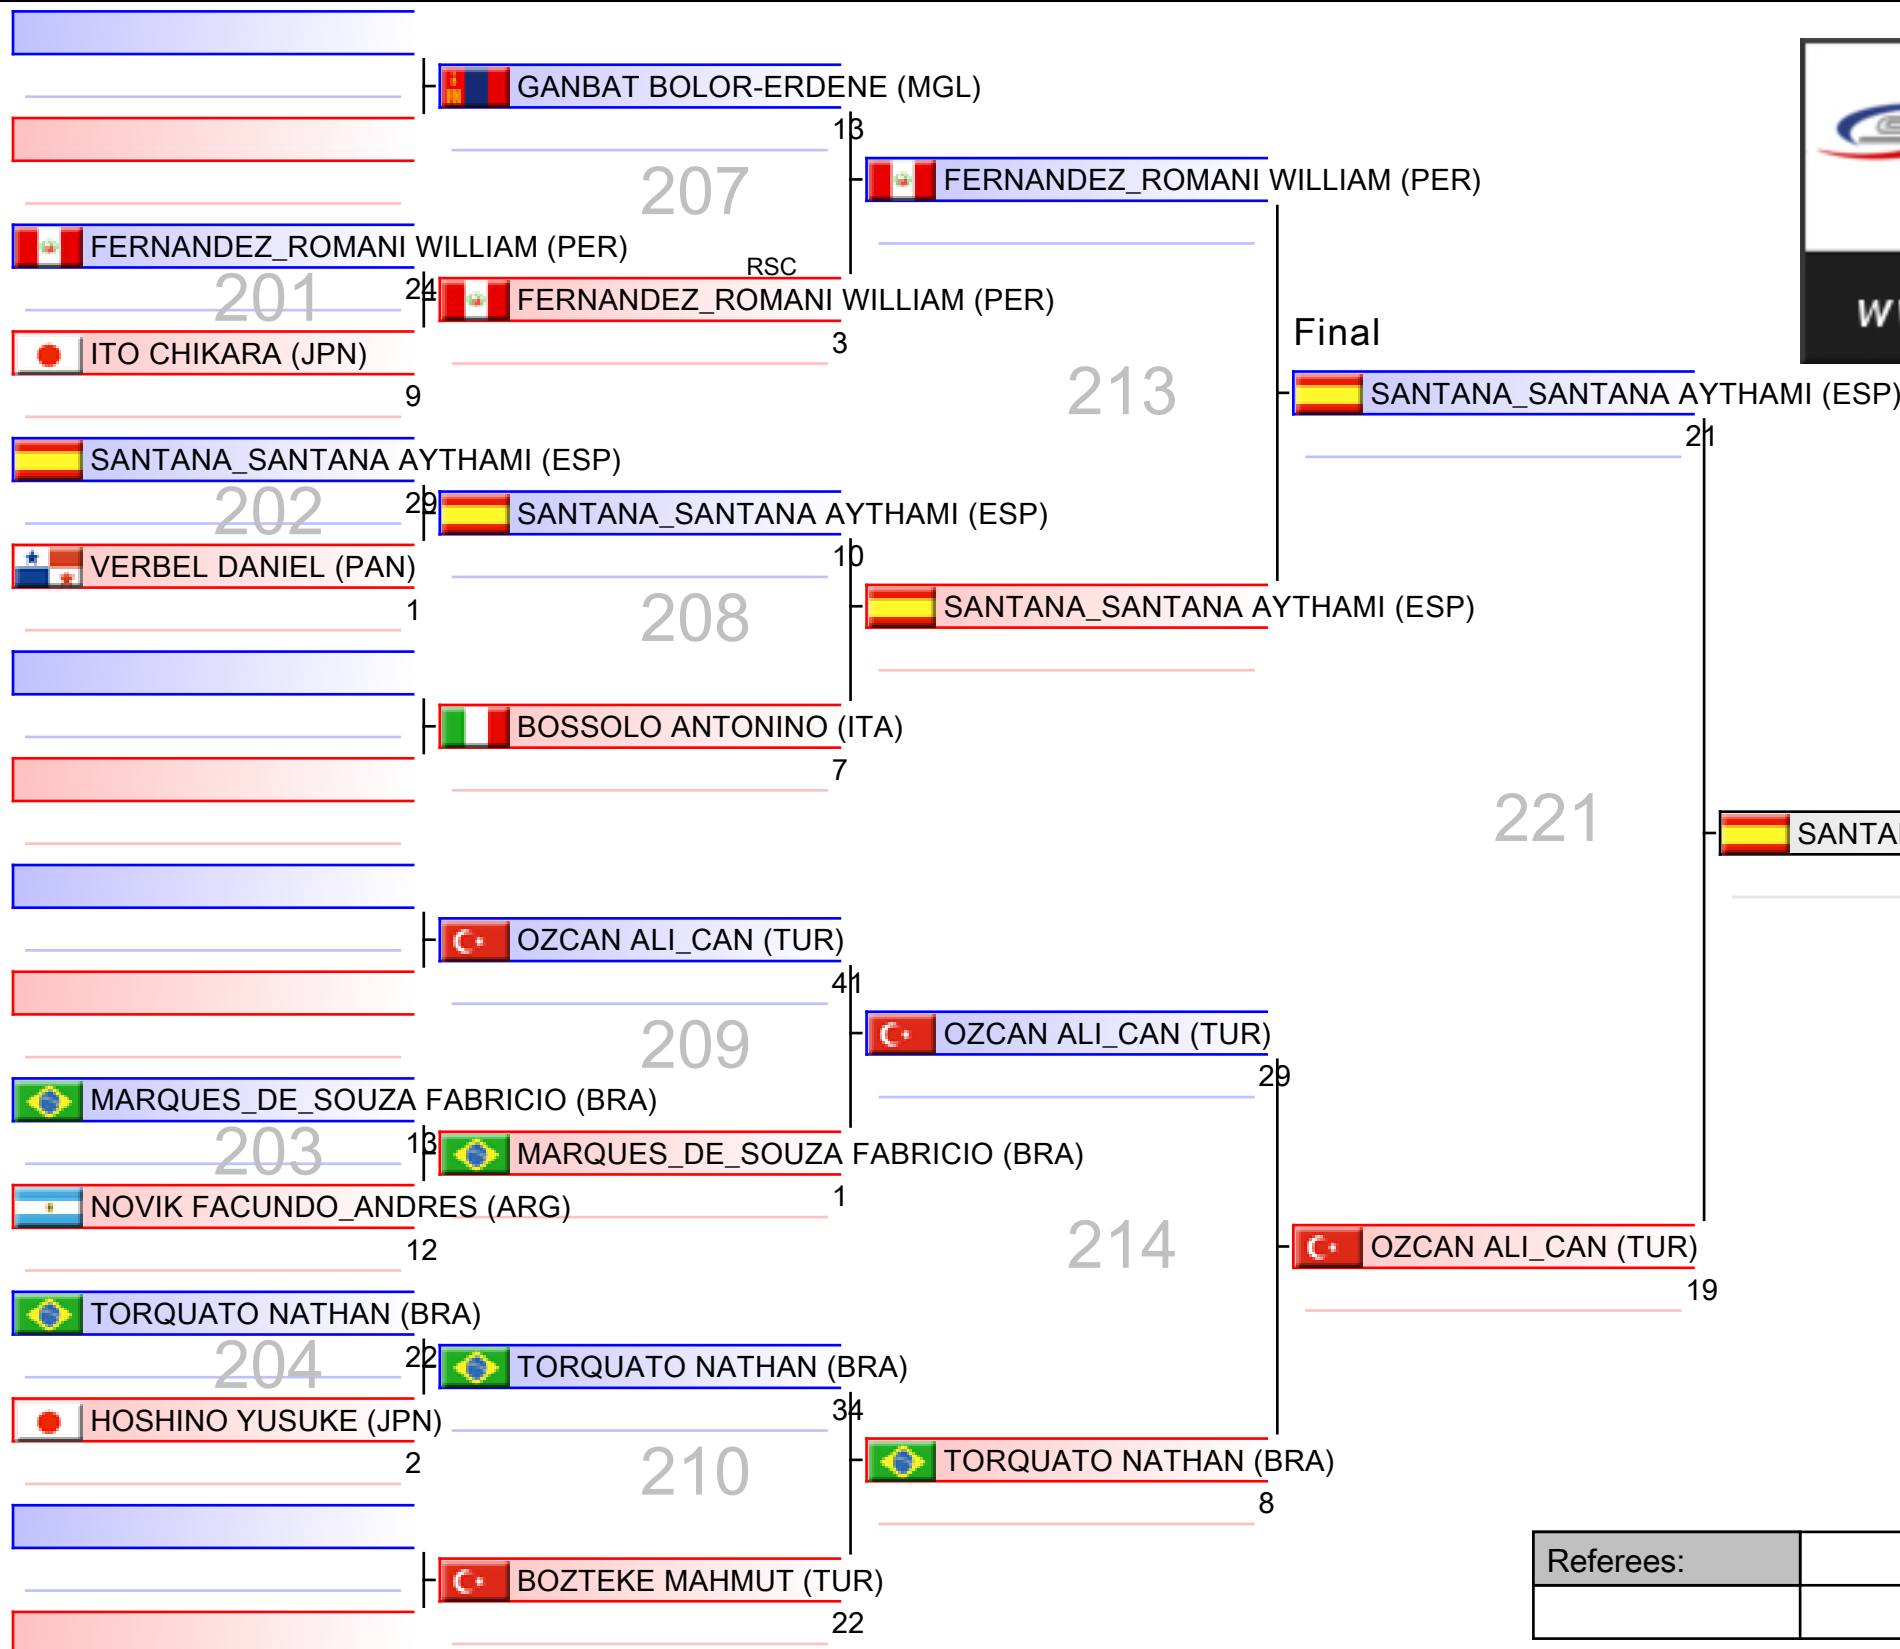 GANBAT BOLOR-ERDENE (MGL)
13
207
FERNANDEZ_ROMANI WILLIAM (PER)
FERNANDEZ_ROMANI WILLIAM (PER)
201
24
RSC
FERNANDEZ_ROMANI WILLIAM (PER)
3
ITO CHIKARA (JPN)
9
Final
213
SANTANA_SANTANA AYTHAMI (ESP)
21
SANTANA_SANTANA AYTHAMI (ESP)
202
29
SANTANA_SANTANA AYTHAMI (ESP)
10
VERBEL DANIEL (PAN)
1
208
SANTANA_SANTANA AYTHAMI (ESP)
BOSSOLO ANTONINO (ITA)
7
221
OZCAN ALI_CAN (TUR)
41
209
OZCAN ALI_CAN (TUR)
29
MARQUES_DE_SOUZA FABRICIO (BRA)
203
13
MARQUES_DE_SOUZA FABRICIO (BRA)
1
NOVIK FACUNDO_ANDRES (ARG)
12
214
OZCAN ALI_CAN (TUR)
19
TORQUATO NATHAN (BRA)
204
22
TORQUATO NATHAN (BRA)
34
HOSHINO YUSUKE (JPN)
2
210
TORQUATO NATHAN (BRA)
8
BOZTEKE MAHMUT (TUR)
22
Referees: